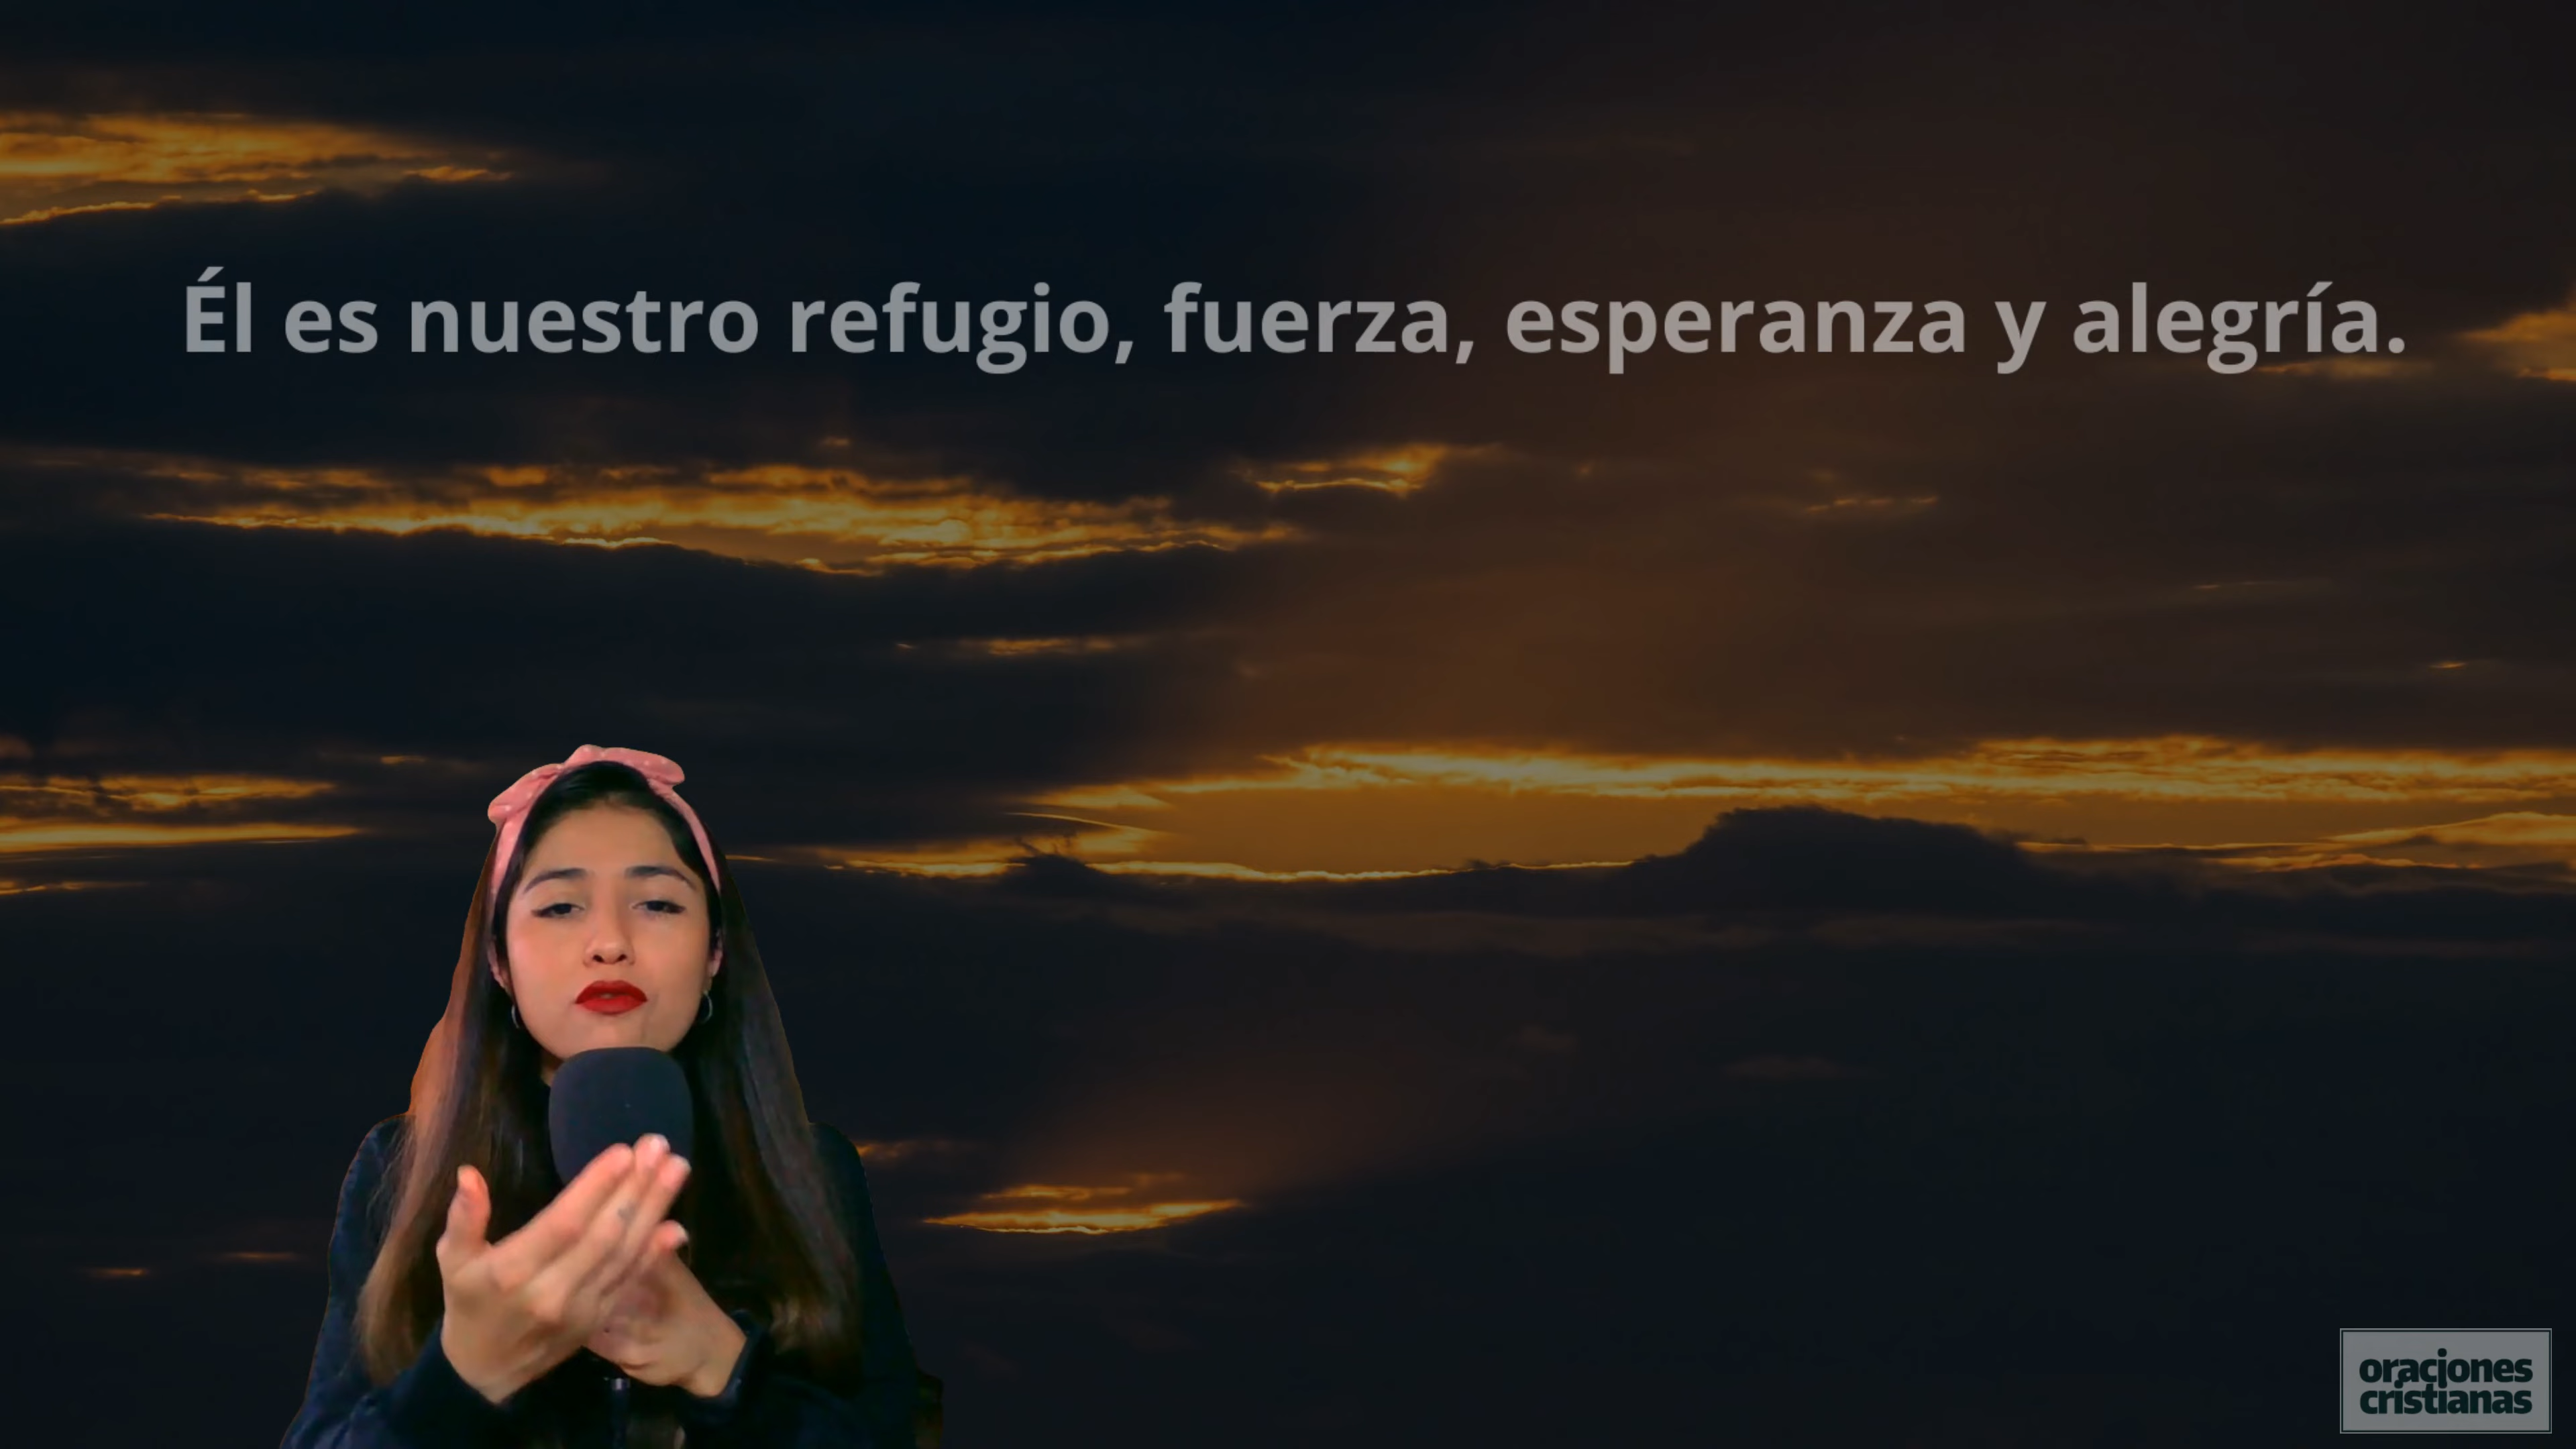 Él es nuestro refugio, fuerza, esperanza y alegría.
oraciones
cristianas